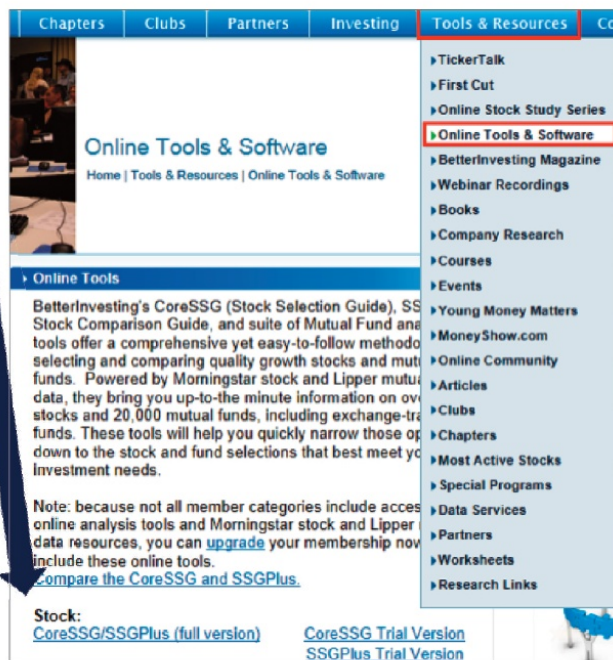 Chapters Clubs Partners Investing Tools & Resources Co
Online Tools & Software
Home | Tools & Resources | Online Tools & Software
TickerTalk
First Cut
Online Stock Study Series
Online Tools & Software
BetterInvesting Magazine
Webinar Recordings
Books
Company Research
Courses
Events
Young Money Matters
MoneyShow.com
Online Community
Articles
Clubs
Chapters
Most Active Stocks
Special Programs
Data Services
Partners
Worksheets
Research Links
Online Tools
BetterInvesting's CoreSSG (Stock Selection Guide), SS
Stock Comparison Guide, and suite of Mutual Fund ana
tools offer a comprehensive yet easy-to-follow methodo
selecting and comparing quality growth stocks and mutu
funds. Powered by Morningstar stock and Lipper mutua
data, they bring you up-to-the minute information on ove
stocks and 20,000 mutual funds, including exchange-tra
funds. These tools will help you quickly narrow those op
down to the stock and fund selections that best meet yo
investment needs.
Note: because not all member categories include acces
online analysis tools and Morningstar stock and Lipper
data resources, you can upgrade your membership now
include these online tools.
Compare the CoreSSG and SSGPlus.
Stock:
CoreSSG/SSGPlus (full version) CoreSSG Trial Version
SSGPlus Trial Version